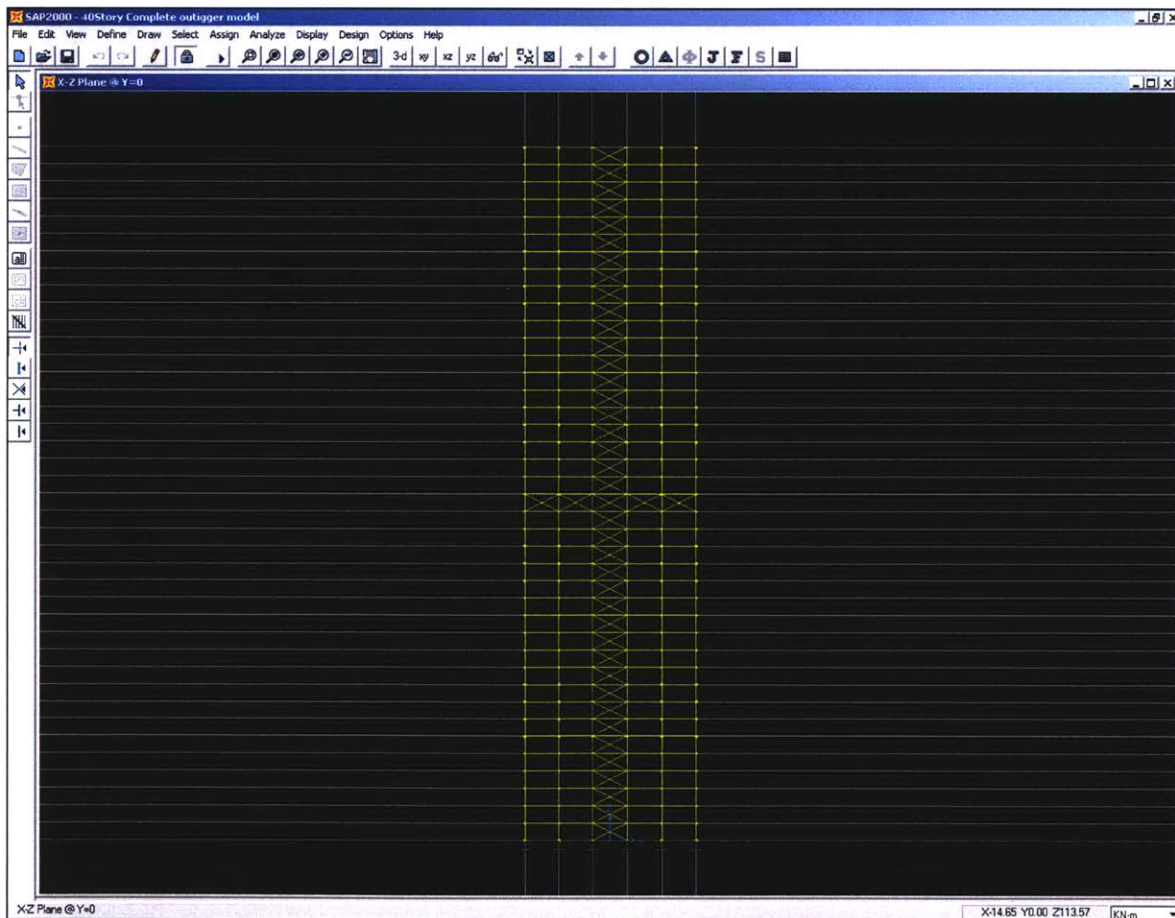 SAP2000 - 40Story Complete outigger model
File Edit View Define Draw Select Assign Analyze Display Design Options Help
3-d xy xz yz
J F S
X-Z Plane @ Y=0
all
X-Z Plane @ Y=0
X-14.65 Y0.00 Z113.57 KN-m